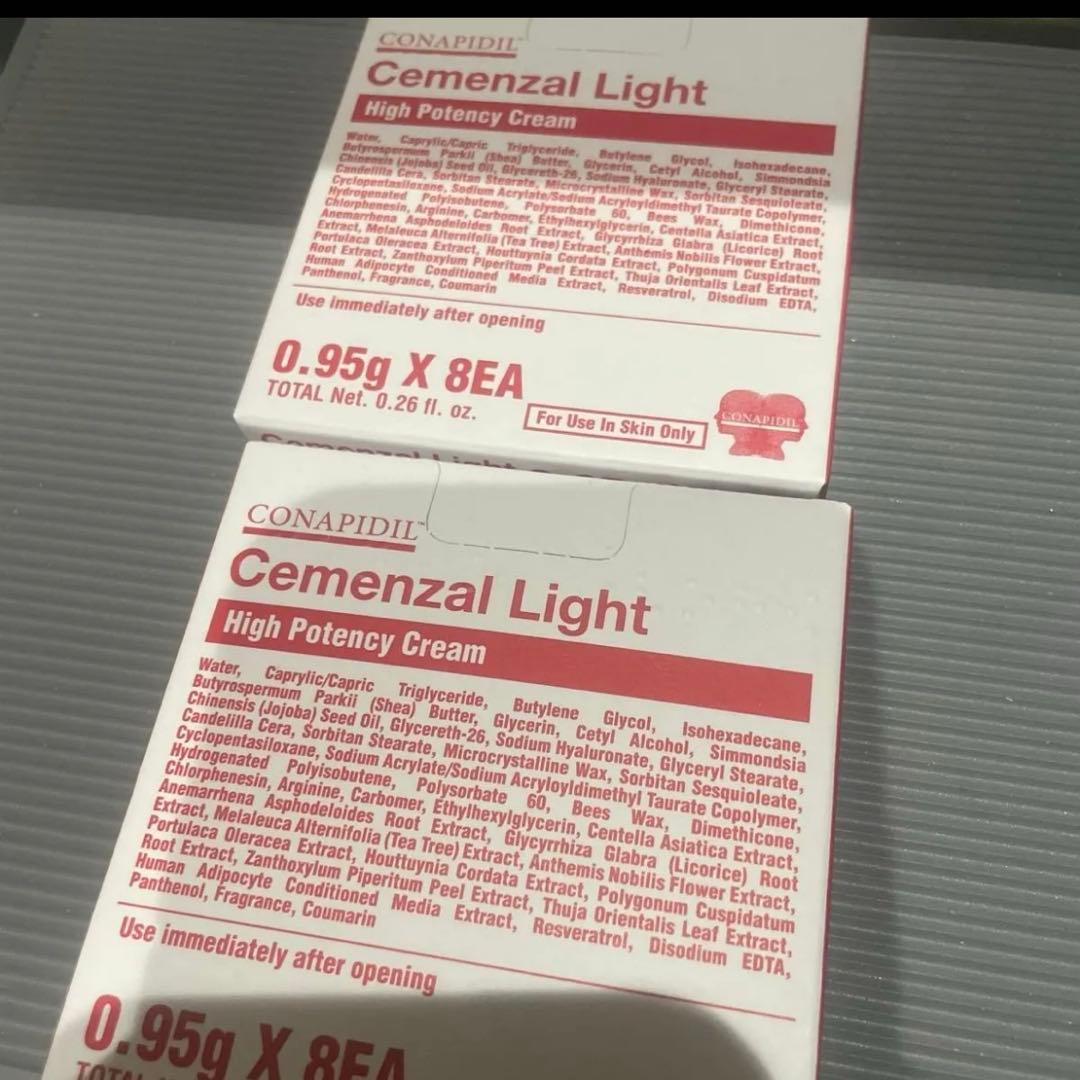 CONAPIDIL™
Cemenzal Light
High Potency Cream
Water, Caprylic/Capric Triglyceride, Butylene Glycol, Isohexadecane,
Butyrospermum Parkii (Shea) Butter, Glycerin, Cetyl Alcohol, Simmondsia
Chinensis (Jojoba) Seed Oil, Glycereth-26, Sodium Hyaluronate, Glyceryl Stearate,
Candelilla Cera, Sorbitan Stearate, Microcrystalline Wax, Sorbitan Sesquioleate,
Cyclopentasiloxane, Sodium Acrylate/Sodium Acryloyldimethyl Taurate Copolymer,
Hydrogenated Polyisobutene, Polysorbate 60, Bees Wax, Dimethicone,
Chlorphenesin, Arginine, Carbomer, Ethylhexylglycerin, Centella Asiatica Extract,
Anemarrhena Asphodeloides Root Extract, Glycyrrhiza Glabra (Licorice) Root
Extract, Melaleuca Alternifolia (Tea Tree) Extract, Anthemis Nobilis Flower Extract,
Portulaca Oleracea Extract, Houttuynia Cordata Extract, Polygonum Cuspidatum
Root Extract, Zanthoxylum Piperitum Peel Extract, Thuja Orientalis Leaf Extract,
Human Adipocyte Conditioned Media Extract, Resveratrol, Disodium EDTA,
Panthenol, Fragrance, Coumarin
Use immediately after opening
0.95g X 8EA
TOTAL Net. 0.26 fl. oz.
For Use In Skin Only
CONAPIDIL
Cemenzal Light
CONAPIDIL™
Cemenzal Light
High Potency Cream
Water, Caprylic/Capric Triglyceride, Butylene Glycol, Isohexadecane,
Butyrospermum Parkii (Shea) Butter, Glycerin, Cetyl Alcohol, Simmondsia
Chinensis (Jojoba) Seed Oil, Glycereth-26, Sodium Hyaluronate, Glyceryl Stearate,
Candelilla Cera, Sorbitan Stearate, Microcrystalline Wax, Sorbitan Sesquioleate,
Cyclopentasiloxane, Sodium Acrylate/Sodium Acryloyldimethyl Taurate Copolymer,
Hydrogenated Polyisobutene, Polysorbate 60, Bees Wax, Dimethicone,
Chlorphenesin, Arginine, Carbomer, Ethylhexylglycerin, Centella Asiatica Extract,
Anemarrhena Asphodeloides Root Extract, Glycyrrhiza Glabra (Licorice) Root
Extract, Melaleuca Alternifolia (Tea Tree) Extract, Anthemis Nobilis Flower Extract,
Portulaca Oleracea Extract, Houttuynia Cordata Extract, Polygonum Cuspidatum
Root Extract, Zanthoxylum Piperitum Peel Extract, Thuja Orientalis Leaf Extract,
Human Adipocyte Conditioned Media Extract, Resveratrol, Disodium EDTA,
Panthenol, Fragrance, Coumarin
Use immediately after opening
0.95g X 8EA
TOTAL